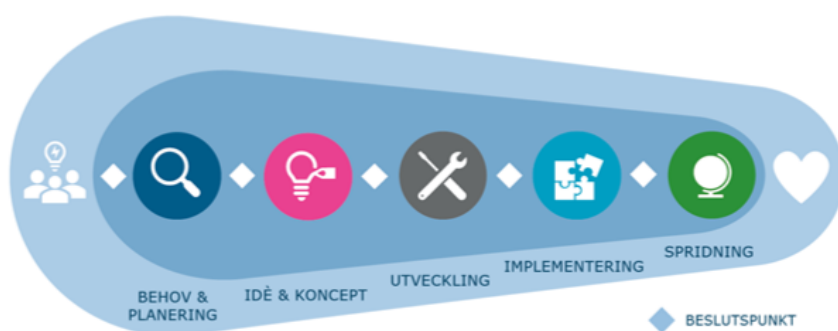 BEHOV &
PLANERING
IDÈ & KONCEPT
UTVECKLING
IMPLEMENTERING
SPRIDNING
BESLUTSPUNKT